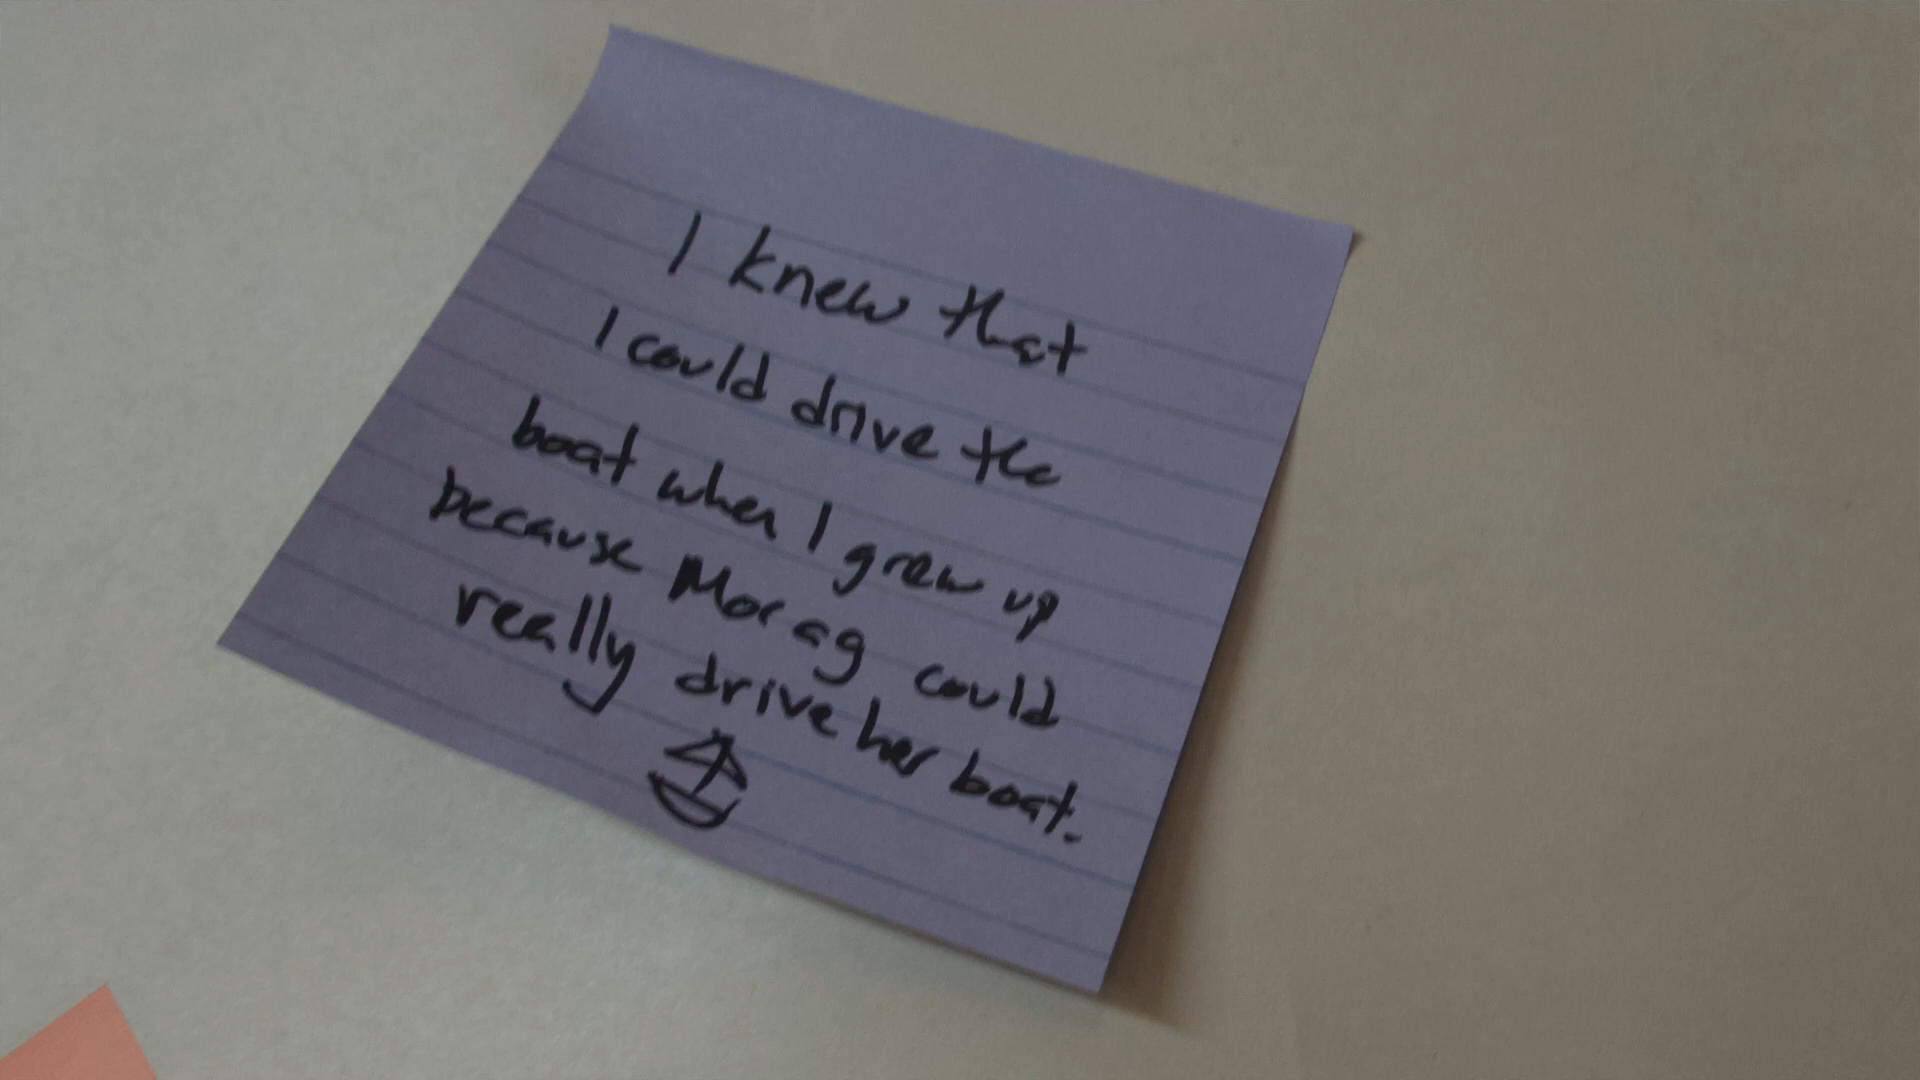 I knew that
I could drive the
boat when I grew up
because Morag could
really drive her boat.